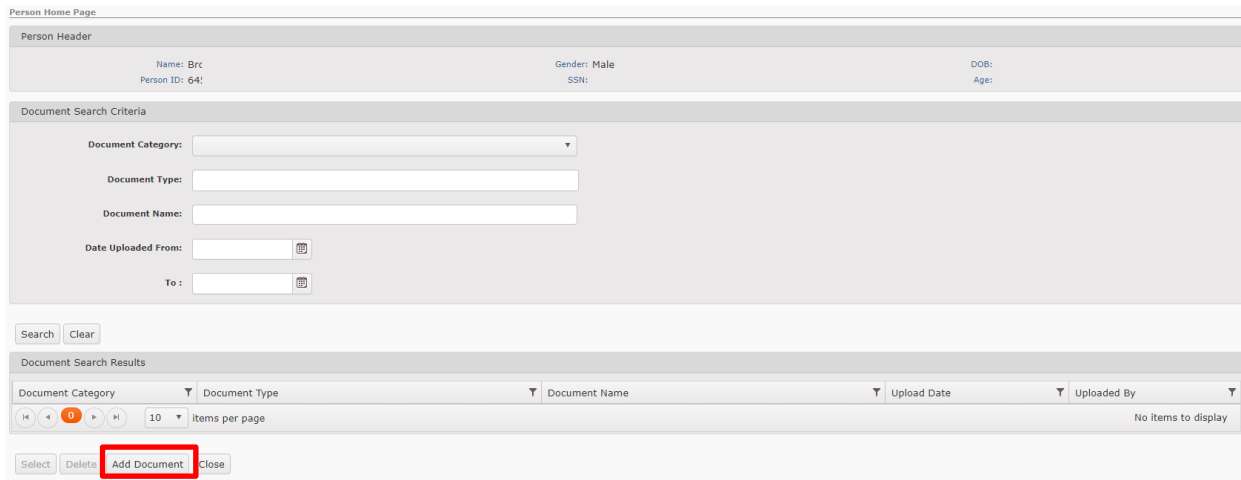 Person Home Page
Person Header
Name: Brc Gender: Male DOB:
Person ID: 64 SSN: Age:
Document Search Criteria
Document Category:
Document Type:
Document Name:
Date Uploaded From:
To :
Search Clear
Document Search Results
Document Category Document Type Document Name Upload Date Uploaded By
0 10 items per page No items to display
Select Delete Add Document Close